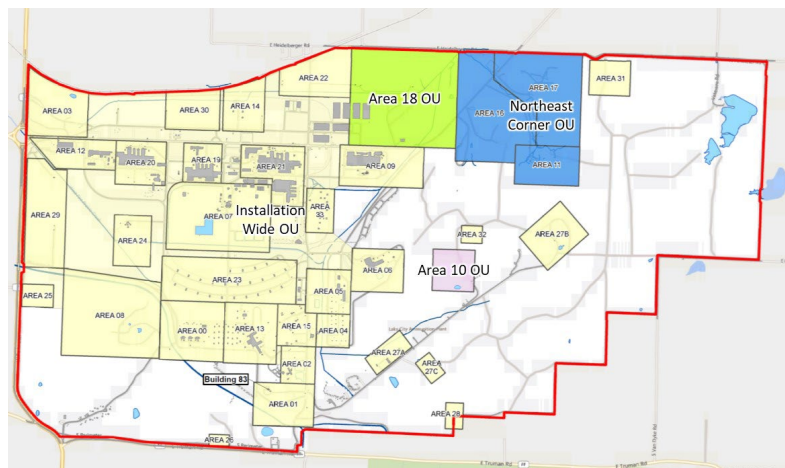 E Heidelberger Rd
AREA 22
AREA 31
AREA 17
AREA 03
AREA 30
AREA 14
Area 18 OU
AREA 16
Northeast
Corner OU
AREA 12
AREA 20
AREA 19
AREA 21
AREA 09
AREA 11
AREA 29
AREA 07
AREA
33
Installation
Wide OU
AREA 24
AREA 32
AREA 27B
AREA 06
Area 10 OU
AREA 23
AREA 05
AREA 25
AREA 08
AREA 00
AREA 13
AREA 15
AREA 04
AREA 27A
AREA
27C
AREA 02
Building 83
AREA 01
AREA 28
AREA 26
E Truman Rd
E Truman Rd